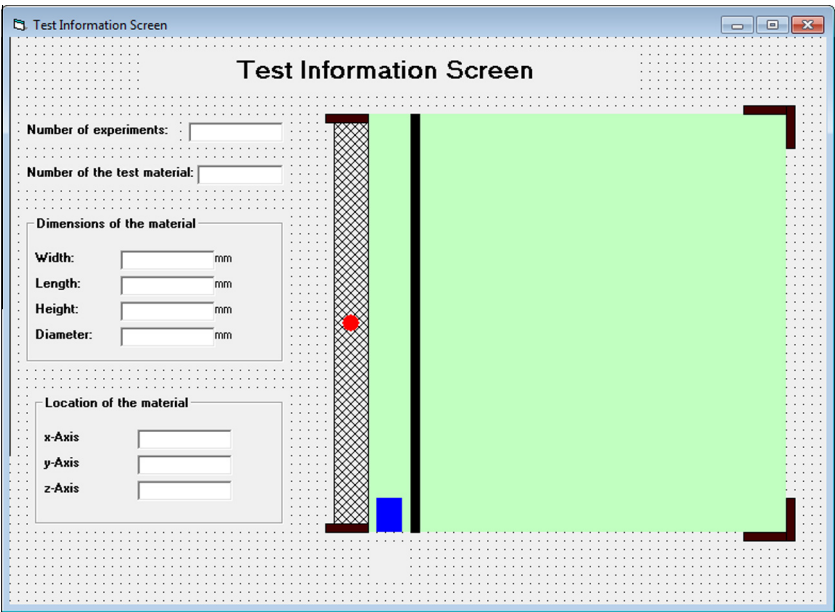 Test Information Screen
Test Information Screen
Number of experiments:
Number of the test material:
Dimensions of the material
Width: mm
Length: mm
Height: mm
Diameter: mm
Location of the material
x-Axis
y-Axis
z-Axis